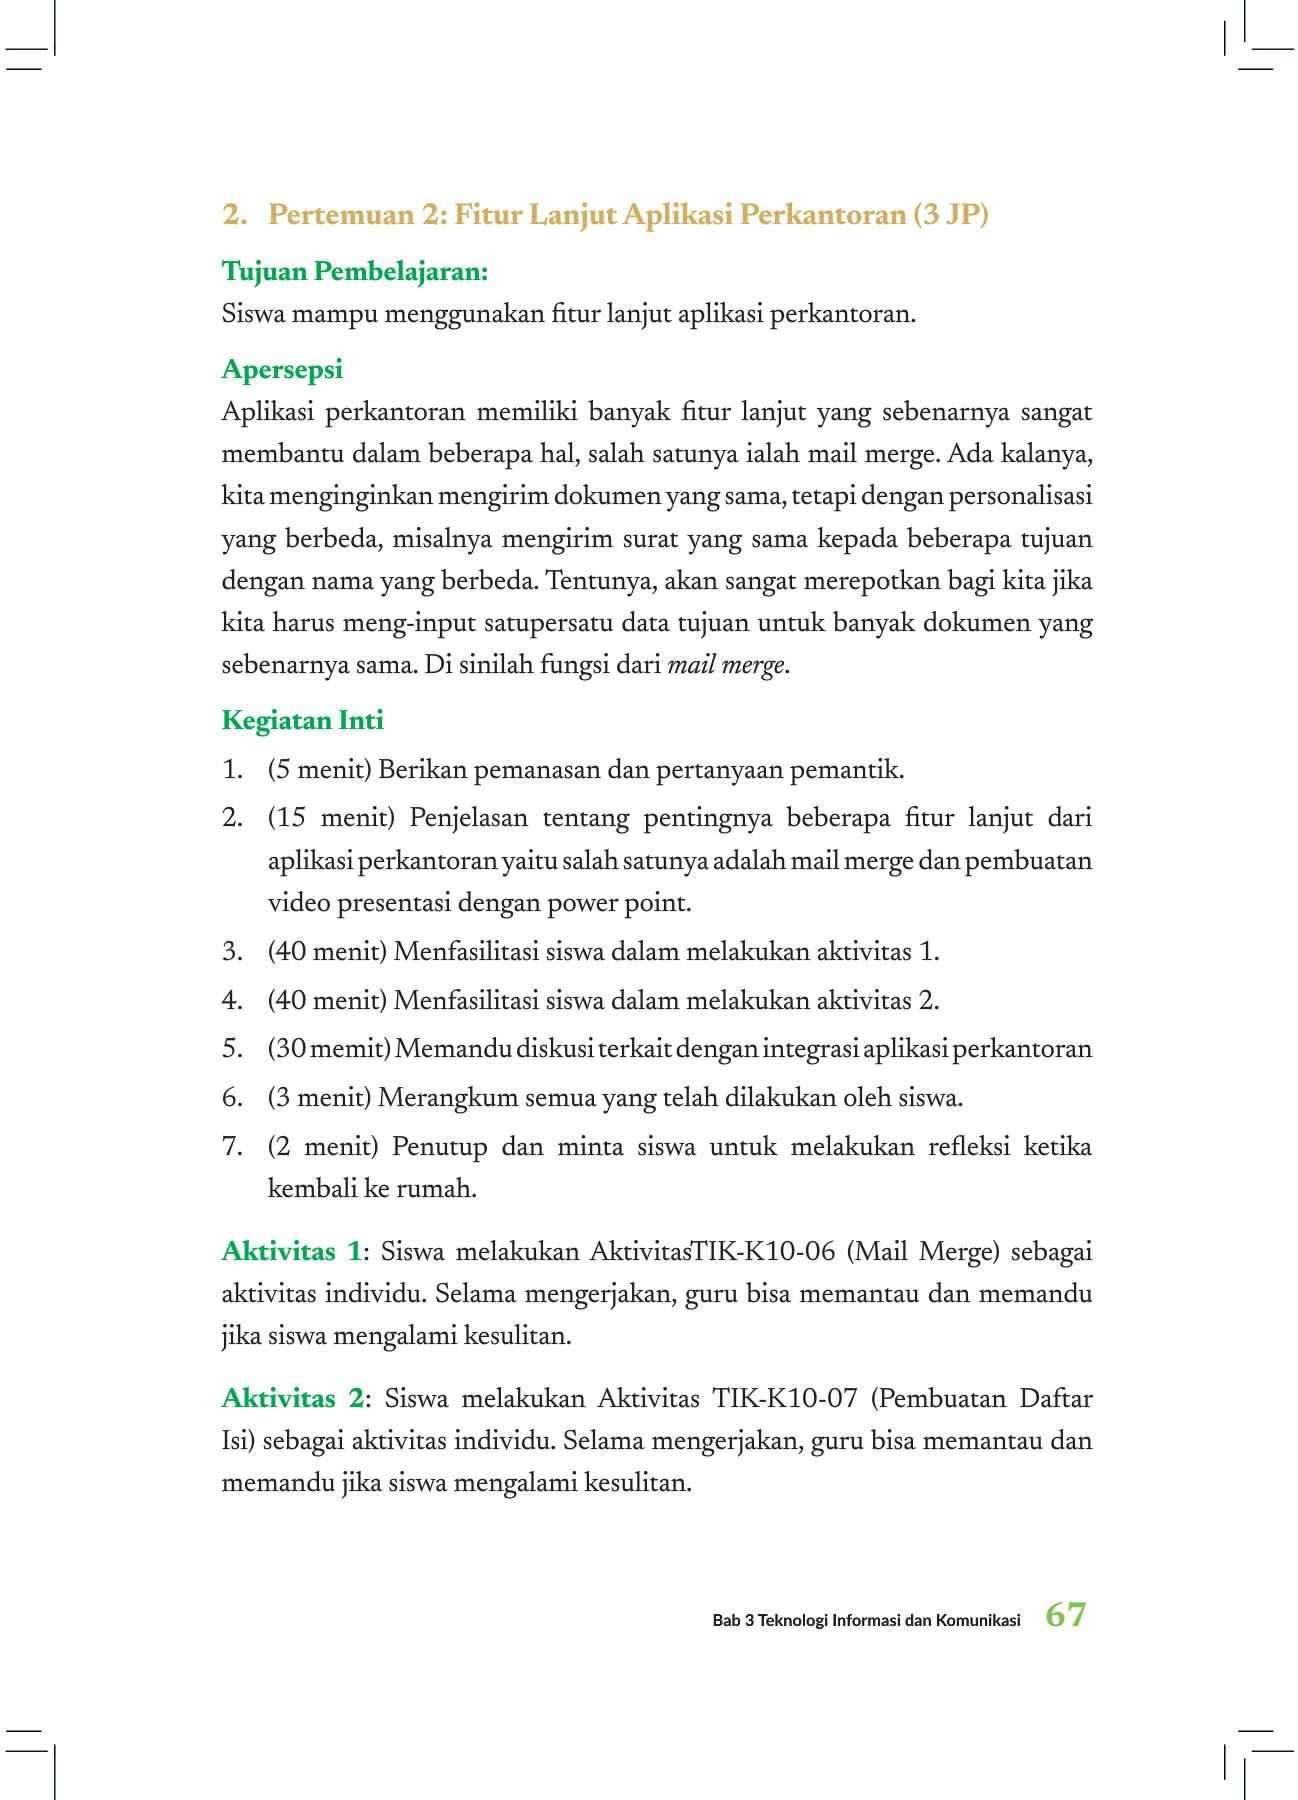 2. Pertemuan 2: Fitur Lanjut Aplikasi Perkantoran (3 JP)
Tujuan Pembelajaran:
Siswa mampu menggunakan fitur lanjut aplikasi perkantoran.
Apersepsi
Aplikasi perkantoran memiliki banyak fitur lanjut yang sebenarnya sangat
membantu dalam beberapa hal, salah satunya ialah mail merge. Ada kalanya,
kita menginginkan mengirim dokumen yang sama, tetapi dengan personalisasi
yang berbeda, misalnya mengirim surat yang sama kepada beberapa tujuan
dengan nama yang berbeda. Tentunya, akan sangat merepotkan bagi kita jika
kita harus meng-input satupersatu data tujuan untuk banyak dokumen yang
sebenarnya sama. Di sinilah fungsi dari mail merge.
Kegiatan Inti
1. (5 menit) Berikan pemanasan dan pertanyaan pemantik.
2. (15 menit) Penjelasan tentang pentingnya beberapa fitur lanjut dari
aplikasi perkantoran yaitu salah satunya adalah mail merge dan pembuatan
video presentasi dengan power point.
3. (40 menit) Menfasilitasi siswa dalam melakukan aktivitas 1.
4. (40 menit) Menfasilitasi siswa dalam melakukan aktivitas 2.
5. (30 memit) Memandu diskusi terkait dengan integrasi aplikasi perkantoran
6. (3 menit) Merangkum semua yang telah dilakukan oleh siswa.
7. (2 menit) Penutup dan minta siswa untuk melakukan refleksi ketika
kembali ke rumah.
Aktivitas 1: Siswa melakukan AktivitasTIK-K10-06 (Mail Merge) sebagai
aktivitas individu. Selama mengerjakan, guru bisa memantau dan memandu
jika siswa mengalami kesulitan.
Aktivitas 2: Siswa melakukan Aktivitas TIK-K10-07 (Pembuatan Daftar
Isi) sebagai aktivitas individu. Selama mengerjakan, guru bisa memantau dan
memandu jika siswa mengalami kesulitan.
Bab 3 Teknologi Informasi dan Komunikasi 67